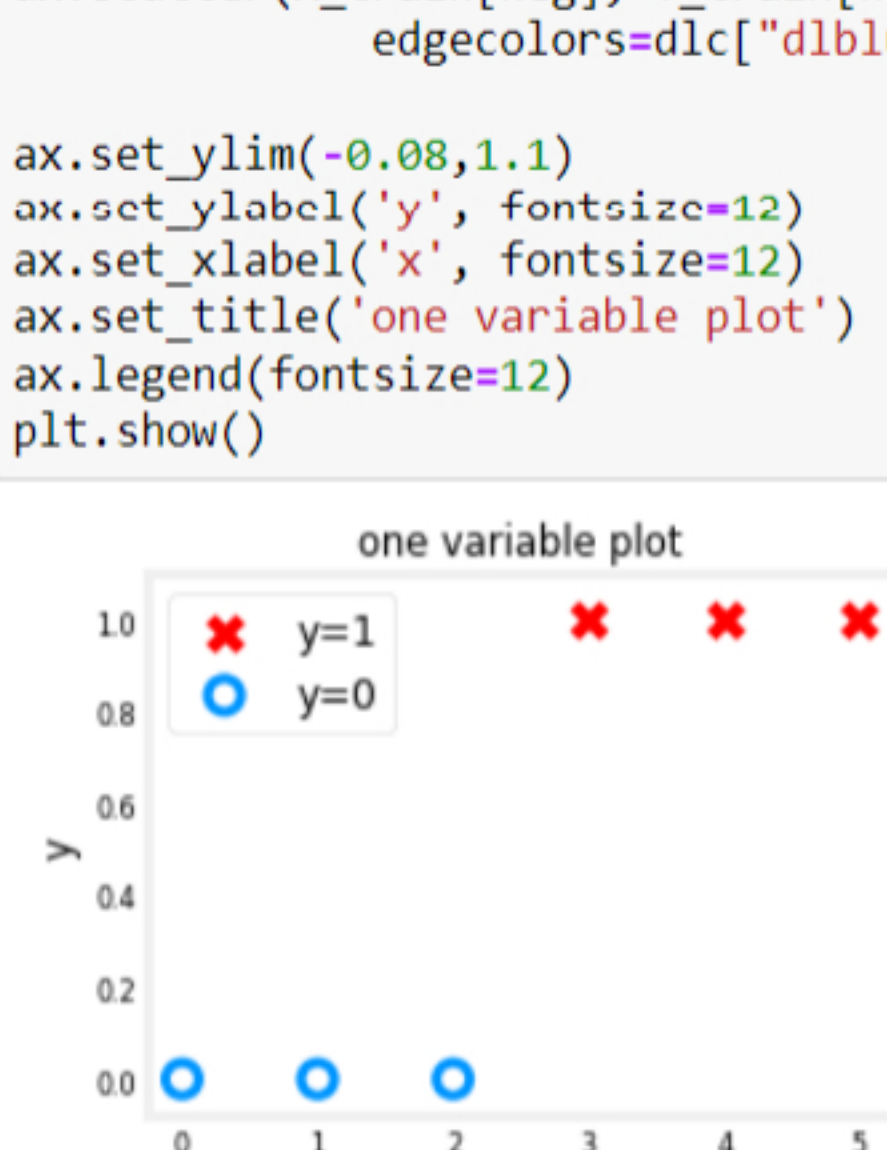 edgecolors=dlc["dlbl
ax.set_ylim(-0.08,1.1)
ax.set_ylabel('y', fontsize=12)
ax.set_xlabel('x', fontsize=12)
ax.set_title('one variable plot')
ax.legend(fontsize=12)
plt.show()
one variable plot
1.0
y=1
y=0
0.8
0.6
y
0.4
0.2
0.0
0 1 2 3 4 5